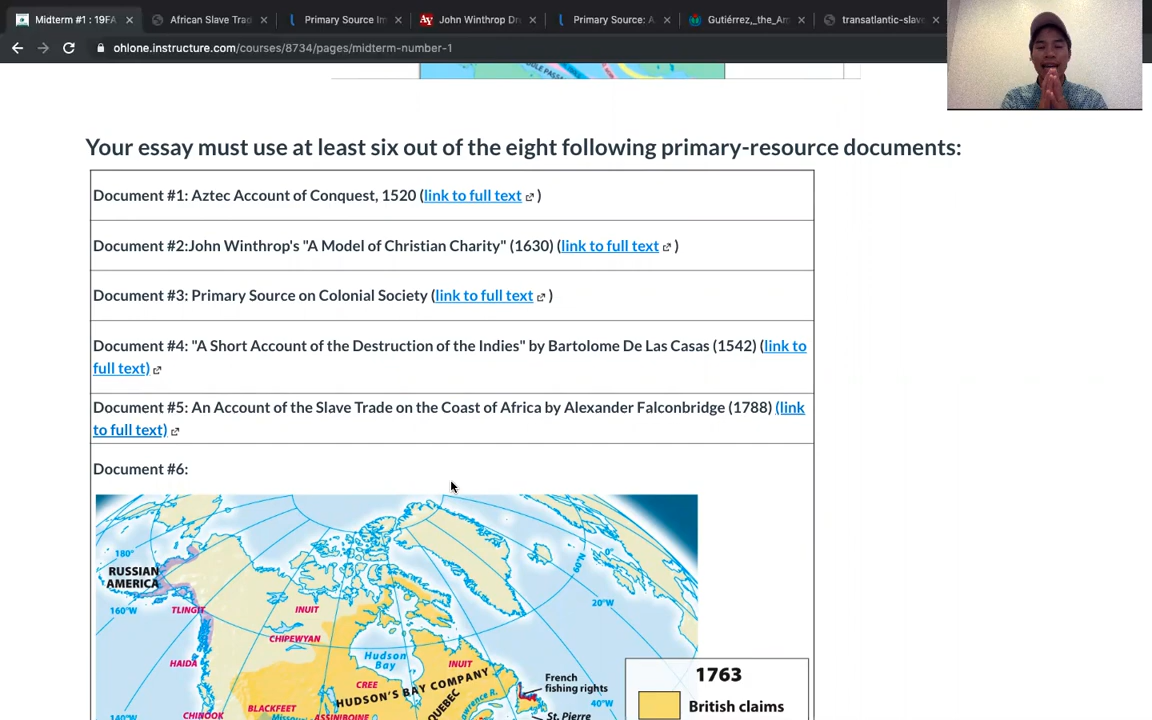 Midterm #1 : 19FA
African Slave Trad
Primary Source Im
John Winthrop Dr
Primary Source: A
Gutiérrez,_the_Am
transatlantic-slave
ohlone.instructure.com/courses/8734/pages/midterm-number-1
Your essay must use at least six out of the eight following primary-resource documents:
Document #1: Aztec Account of Conquest, 1520 (link to full text )
Document #2:John Winthrop's "A Model of Christian Charity" (1630) (link to full text )
Document #3: Primary Source on Colonial Society (link to full text )
Document #4: "A Short Account of the Destruction of the Indies" by Bartolome De Las Casas (1542) (link to
full text)
Document #5: An Account of the Slave Trade on the Coast of Africa by Alexander Falconbridge (1788) (link
to full text)
Document #6:
180°
0°
60°N
RUSSIAN
AMERICA
160°W
TLINGIT
INUIT
20°W
CHIPEWYAN
HAIDA
Hudson
Bay
INUIT
CREE
HUDSON'S BAY COMPANY
QUEBEC
French
fishing rights
1763
40°W
BLACKFEET
British claims
St. Pierre
140°W
CHINOOK
ASSINIBOINE